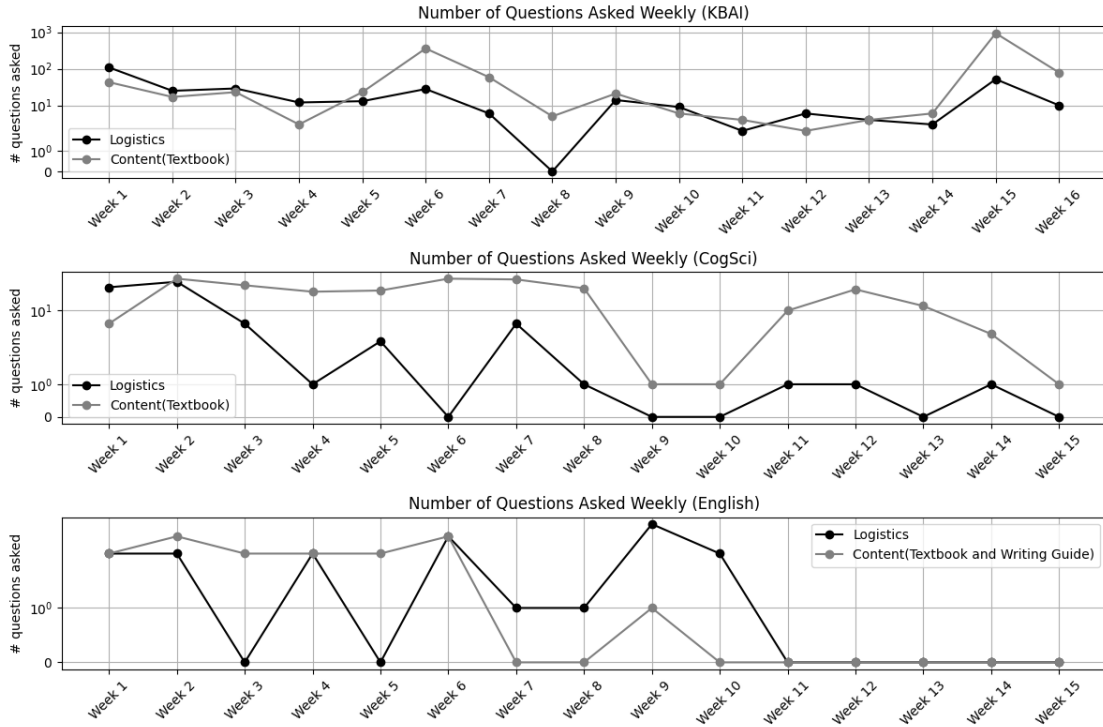 Number of Questions Asked Weekly (KBAI)
# questions asked
10³
10²
10¹
10⁰
0
Logistics
Content(Textbook)
Week 1
Week 2
Week 3
Week 4
Week 5
Week 6
Week 7
Week 8
Week 9
Week 10
Week 11
Week 12
Week 13
Week 14
Week 15
Week 16
Number of Questions Asked Weekly (CogSci)
# questions asked
10¹
10⁰
0
Logistics
Content(Textbook)
Week 1
Week 2
Week 3
Week 4
Week 5
Week 6
Week 7
Week 8
Week 9
Week 10
Week 11
Week 12
Week 13
Week 14
Week 15
Number of Questions Asked Weekly (English)
# questions asked
10⁰
0
Logistics
Content(Textbook and Writing Guide)
Week 1
Week 2
Week 3
Week 4
Week 5
Week 6
Week 7
Week 8
Week 9
Week 10
Week 11
Week 12
Week 13
Week 14
Week 15